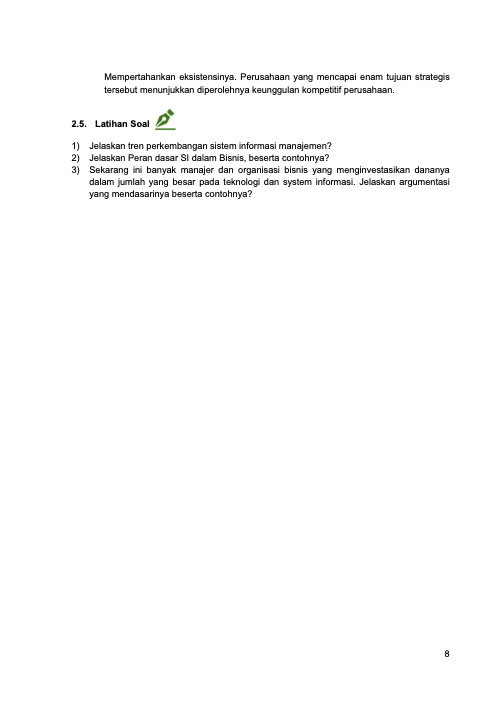 Mempertahankan eksistensinya. Perusahaan yang mencapai enam tujuan strategis
tersebut menunjukkan diperolehnya keunggulan kompetitif perusahaan.
2.5. Latihan Soal
1) Jelaskan tren perkembangan sistem informasi manajemen?
2) Jelaskan Peran dasar SI dalam Bisnis, beserta contohnya?
3) Sekarang ini banyak manajer dan organisasi bisnis yang menginvestasikan dananya
dalam jumlah yang besar pada teknologi dan system informasi. Jelaskan argumentasi
yang mendasarinya beserta contohnya?
8